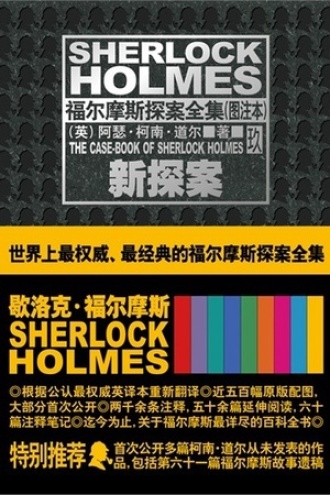 SHERLOCK
HOLMES
福尔摩斯探案全集(图注本)
(英)阿瑟·柯南·道尔■著■
THE CASE-BOOK OF SHERLOCK HOLMES
玖
新探案
世界上最权威、最经典的福尔摩斯探案全集
歇洛克·福尔摩斯
SHERLOCK
HOLMES
◎根据公认最权威英译本重新翻译◎近五百幅原版配图，
大部分首次公开◎两千余条注释，五十余篇延伸阅读，六十
篇注释笔记◎迄今为止，关于福尔摩斯最详尽的百科全书◎
特别推荐
首次公开多篇柯南·道尔从未发表的作
品，包括第六十一篇福尔摩斯故事遗稿